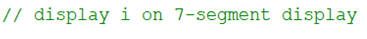 // display i on 7-segment display